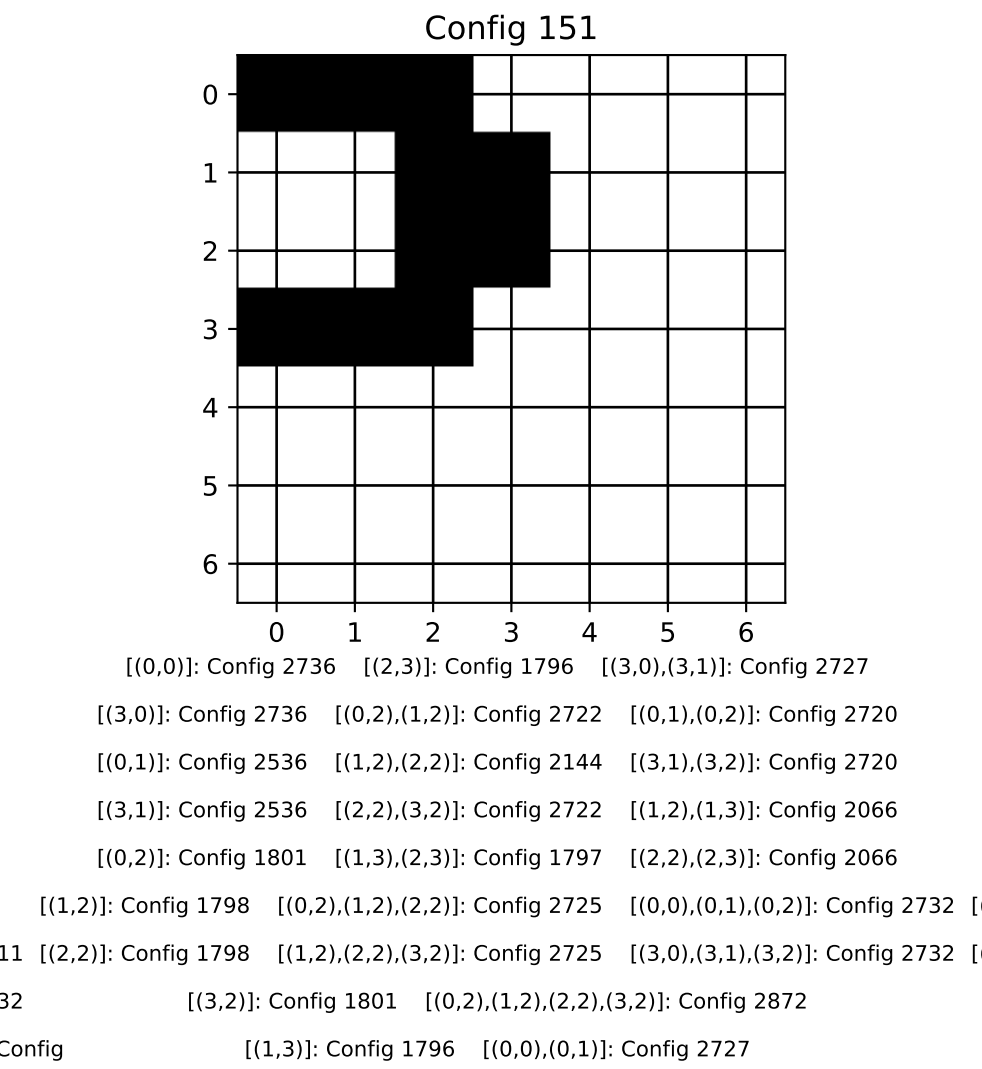 Config 151
0
1
2
3
4
5
6
0 1 2 3 4 5 6
[(0,0)]: Config 2736 [(2,3)]: Config 1796 [(3,0),(3,1)]: Config 2727
[(3,0)]: Config 2736 [(0,2),(1,2)]: Config 2722 [(0,1),(0,2)]: Config 2720
[(0,1)]: Config 2536 [(1,2),(2,2)]: Config 2144 [(3,1),(3,2)]: Config 2720
[(3,1)]: Config 2536 [(2,2),(3,2)]: Config 2722 [(1,2),(1,3)]: Config 2066
[(0,2)]: Config 1801 [(1,3),(2,3)]: Config 1797 [(2,2),(2,3)]: Config 2066
[(1,2)]: Config 1798 [(0,2),(1,2),(2,2)]: Config 2725 [(0,0),(0,1),(0,2)]: Config 2732 [
11 [(2,2)]: Config 1798 [(1,2),(2,2),(3,2)]: Config 2725 [(3,0),(3,1),(3,2)]: Config 2732 [
32 [(3,2)]: Config 1801 [(0,2),(1,2),(2,2),(3,2)]: Config 2872
Config [(1,3)]: Config 1796 [(0,0),(0,1)]: Config 2727